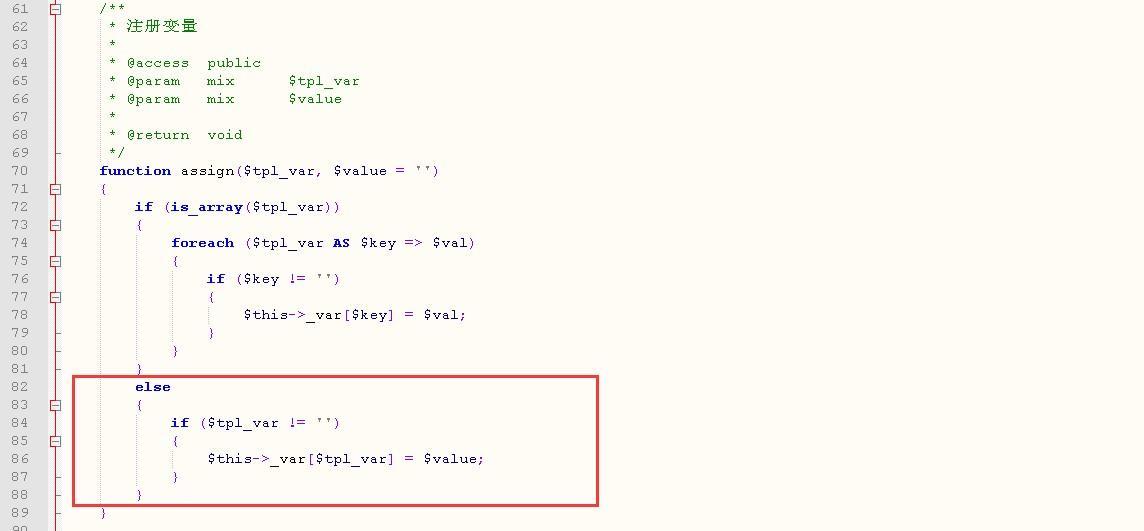 61 /**
62 * 注册变量
63 *
64 * @access public
65 * @param mix $tpl_var
66 * @param mix $value
67 *
68 * @return void
69 */
70 function assign($tpl_var, $value = '')
71 {
72 if (is_array($tpl_var))
73 {
74 foreach ($tpl_var AS $key => $val)
75 {
76 if ($key != '')
77 {
78 $this->_var[$key] = $val;
79 }
80 }
81 }
82 else
83 {
84 if ($tpl_var != '')
85 {
86 $this->_var[$tpl_var] = $value;
87 }
88 }
89 }
90